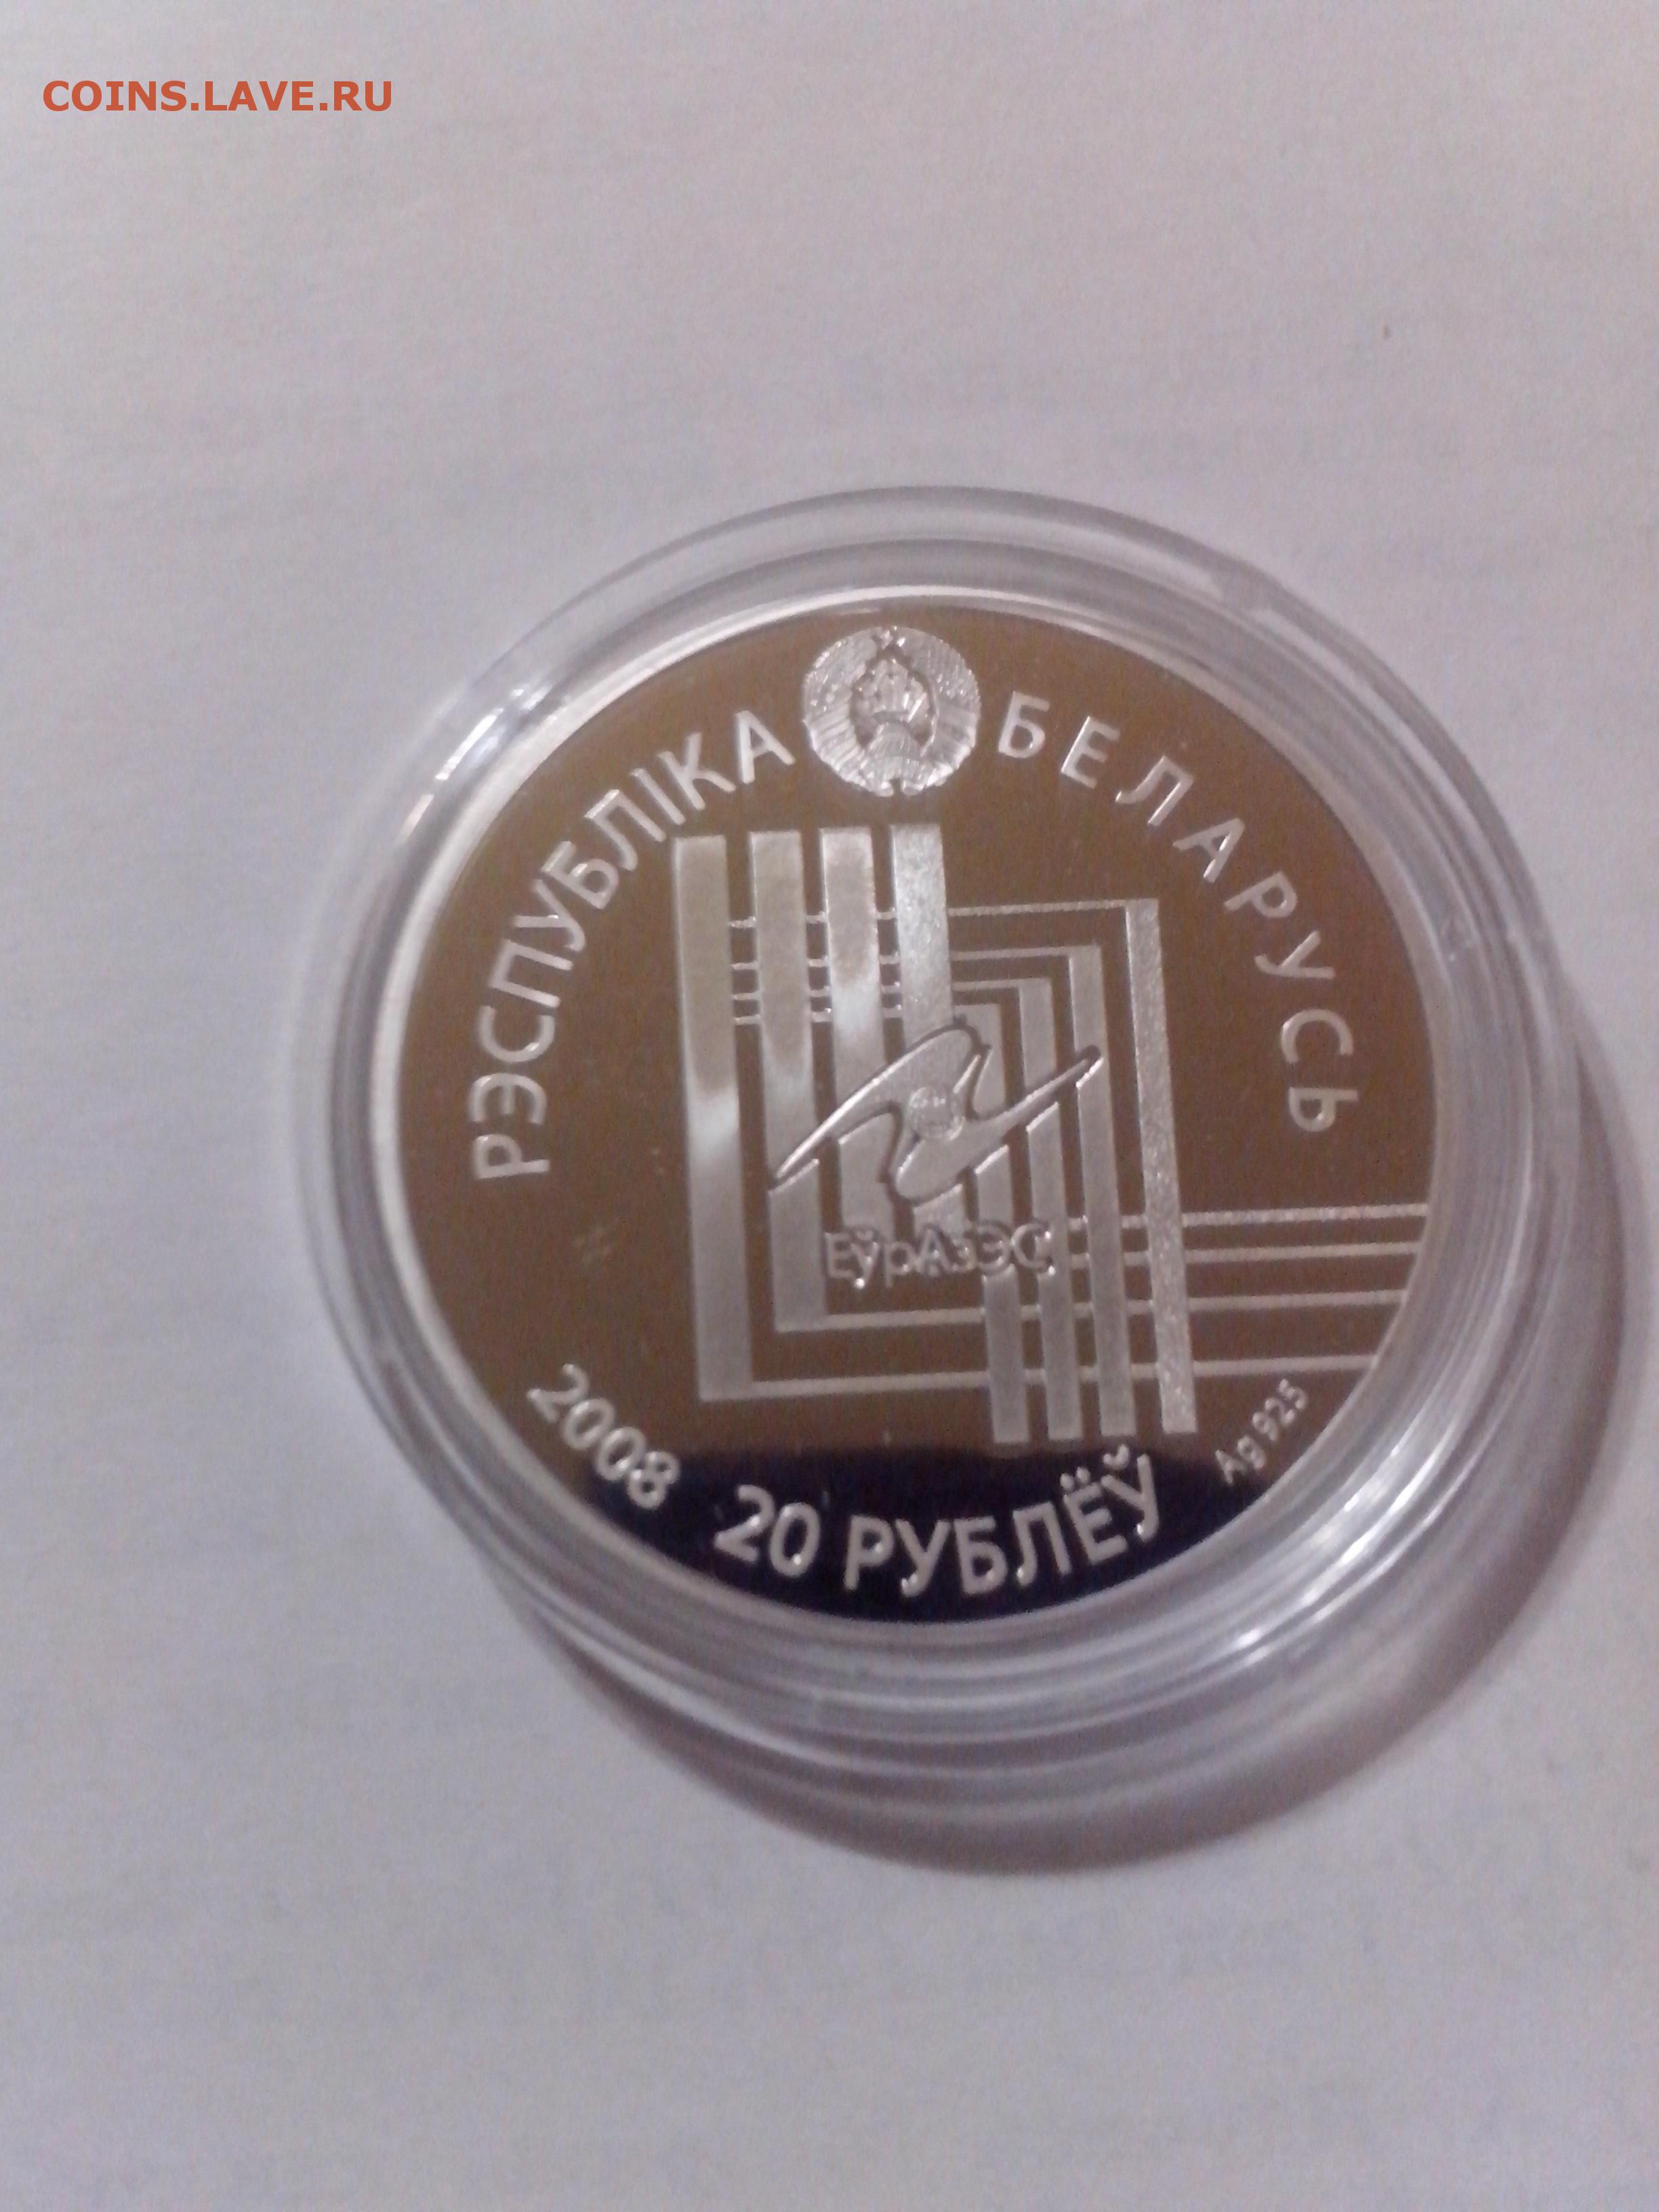 COINS.LAVE.RU
РЭСПУБЛІКА БЕЛАРУСЬ
ЕўрАзЭС
2008 20 РУБЛЁЎ Ag 925